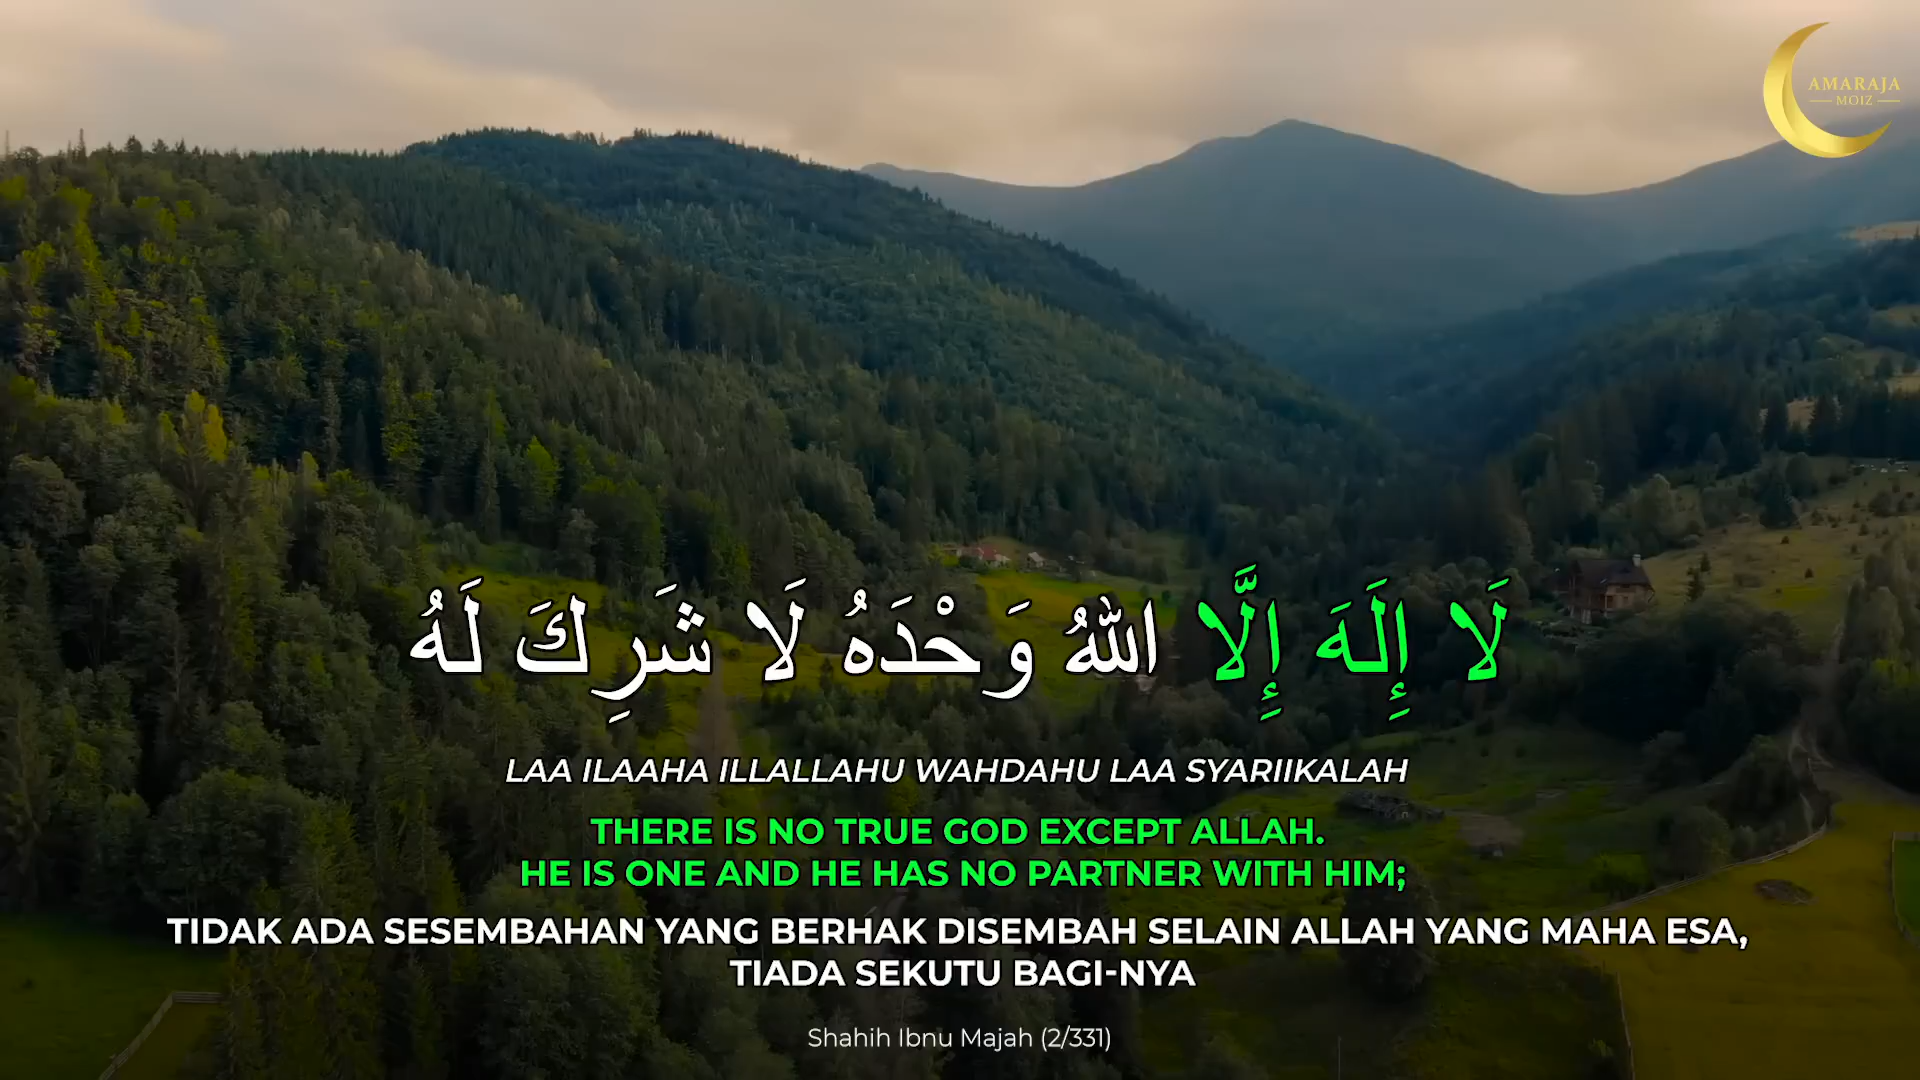 AMARAJA
MOIZ
لَا إِلَهَ إِلَّا اللهُ وَحْدَهُ لَا شَرِكَ لَهُ
LAA ILAAHA ILLALLAHU WAHDAHU LAA SYARIIKALAH
THERE IS NO TRUE GOD EXCEPT ALLAH.
HE IS ONE AND HE HAS NO PARTNER WITH HIM;
TIDAK ADA SESEMBAHAN YANG BERHAK DISEMBAH SELAIN ALLAH YANG MAHA ESA,
TIADA SEKUTU BAGI-NYA
Shahih Ibnu Majah (2/331)